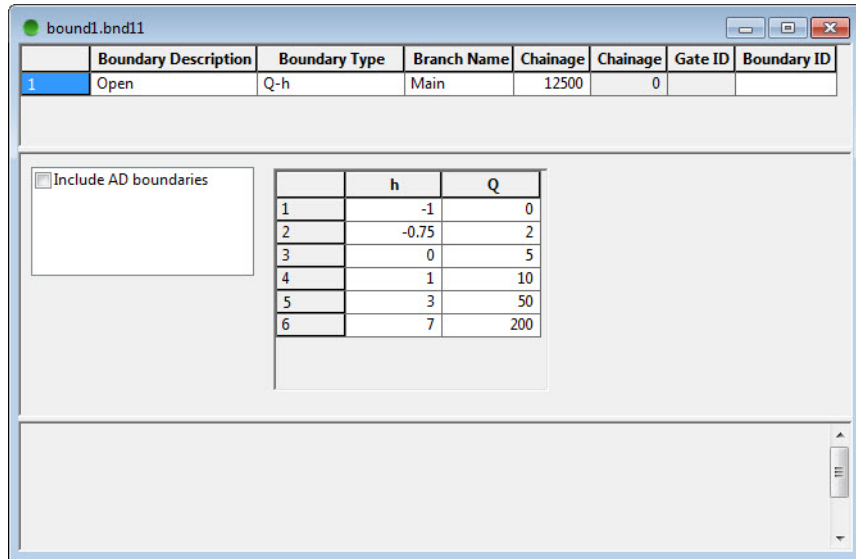 bound1.bnd11
Boundary Description Boundary Type Branch Name Chainage Chainage Gate ID Boundary ID
1 Open Q-h Main 12500 0
Include AD boundaries
h Q
1 -1 0
2 -0.75 2
3 0 5
4 1 10
5 3 50
6 7 200